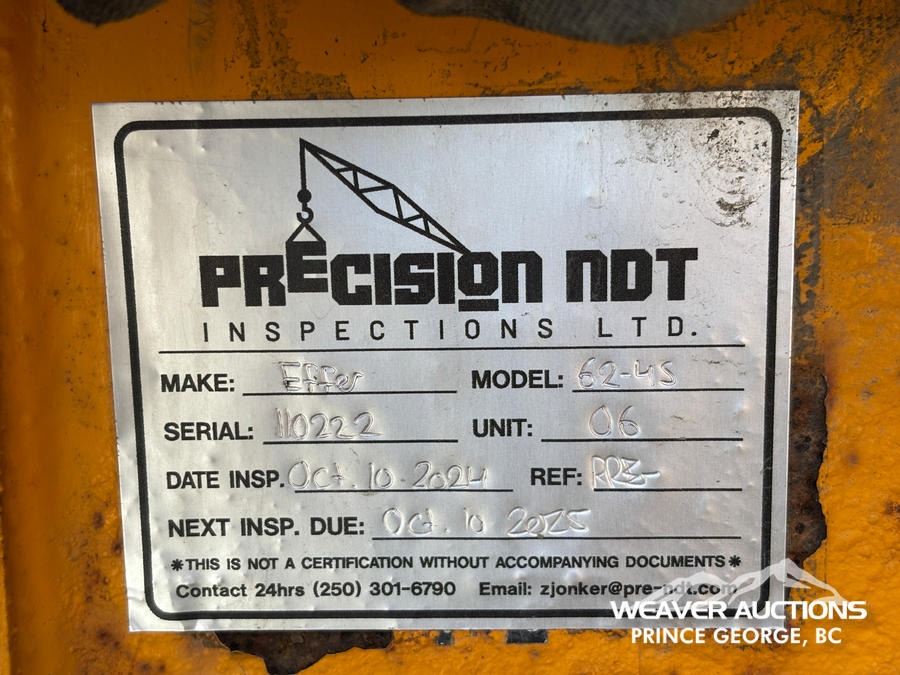 PRECISION NDT
INSPECTIONS LTD.
MAKE: Effer MODEL: 62-4S
SERIAL: 110222 UNIT: 06
DATE INSP. Oct. 10. 2024 REF:
NEXT INSP. DUE: Oct. 10 2025
*THIS IS NOT A CERTIFICATION WITHOUT ACCOMPANYING DOCUMENTS*
Contact 24hrs (250) 301-6790 Email: zjonker@pre-ndt.com
WEAVER AUCTIONS
PRINCE GEORGE, BC